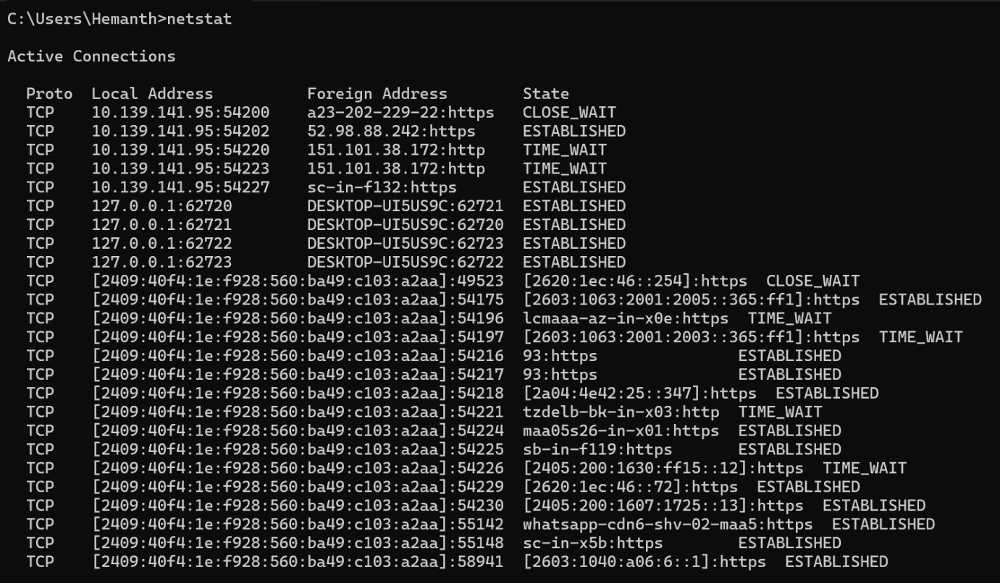 C:\Users\Hemanth>netstat
Active Connections
Proto  Local Address          Foreign Address        State
TCP    10.139.141.95:54200    a23-202-229-22:https   CLOSE_WAIT
TCP    10.139.141.95:54202    52.98.88.242:https     ESTABLISHED
TCP    10.139.141.95:54220    151.101.38.172:http    TIME_WAIT
TCP    10.139.141.95:54223    151.101.38.172:http    TIME_WAIT
TCP    10.139.141.95:54227    sc-in-f132:https       ESTABLISHED
TCP    127.0.0.1:62720        DESKTOP-UI5US9C:62721  ESTABLISHED
TCP    127.0.0.1:62721        DESKTOP-UI5US9C:62720  ESTABLISHED
TCP    127.0.0.1:62722        DESKTOP-UI5US9C:62723  ESTABLISHED
TCP    127.0.0.1:62723        DESKTOP-UI5US9C:62722  ESTABLISHED
TCP    [2409:40f4:1e:f928:560:ba49:c103:a2aa]:49523  [2620:1ec:46::254]:https  CLOSE_WAIT
TCP    [2409:40f4:1e:f928:560:ba49:c103:a2aa]:54175  [2603:1063:2001:2005::365:ff1]:https  ESTABLISHED
TCP    [2409:40f4:1e:f928:560:ba49:c103:a2aa]:54196  lcmaaa-az-in-x0e:https  TIME_WAIT
TCP    [2409:40f4:1e:f928:560:ba49:c103:a2aa]:54197  [2603:1063:2001:2003::365:ff1]:https  TIME_WAIT
TCP    [2409:40f4:1e:f928:560:ba49:c103:a2aa]:54216  93:https               ESTABLISHED
TCP    [2409:40f4:1e:f928:560:ba49:c103:a2aa]:54217  93:https               ESTABLISHED
TCP    [2409:40f4:1e:f928:560:ba49:c103:a2aa]:54218  [2a04:4e42:25::347]:https  ESTABLISHED
TCP    [2409:40f4:1e:f928:560:ba49:c103:a2aa]:54221  tzdelb-bk-in-x03:http  TIME_WAIT
TCP    [2409:40f4:1e:f928:560:ba49:c103:a2aa]:54224  maa05s26-in-x01:https  ESTABLISHED
TCP    [2409:40f4:1e:f928:560:ba49:c103:a2aa]:54225  sb-in-f119:https       ESTABLISHED
TCP    [2409:40f4:1e:f928:560:ba49:c103:a2aa]:54226  [2405:200:1630:ff15::12]:https  TIME_WAIT
TCP    [2409:40f4:1e:f928:560:ba49:c103:a2aa]:54229  [2620:1ec:46::72]:https  ESTABLISHED
TCP    [2409:40f4:1e:f928:560:ba49:c103:a2aa]:54230  [2405:200:1607:1725::13]:https  ESTABLISHED
TCP    [2409:40f4:1e:f928:560:ba49:c103:a2aa]:55142  whatsapp-cdn6-shv-02-maa5:https  ESTABLISHED
TCP    [2409:40f4:1e:f928:560:ba49:c103:a2aa]:55148  sc-in-x5b:https        ESTABLISHED
TCP    [2409:40f4:1e:f928:560:ba49:c103:a2aa]:58941  [2603:1040:a06:6::1]:https  ESTABLISHED